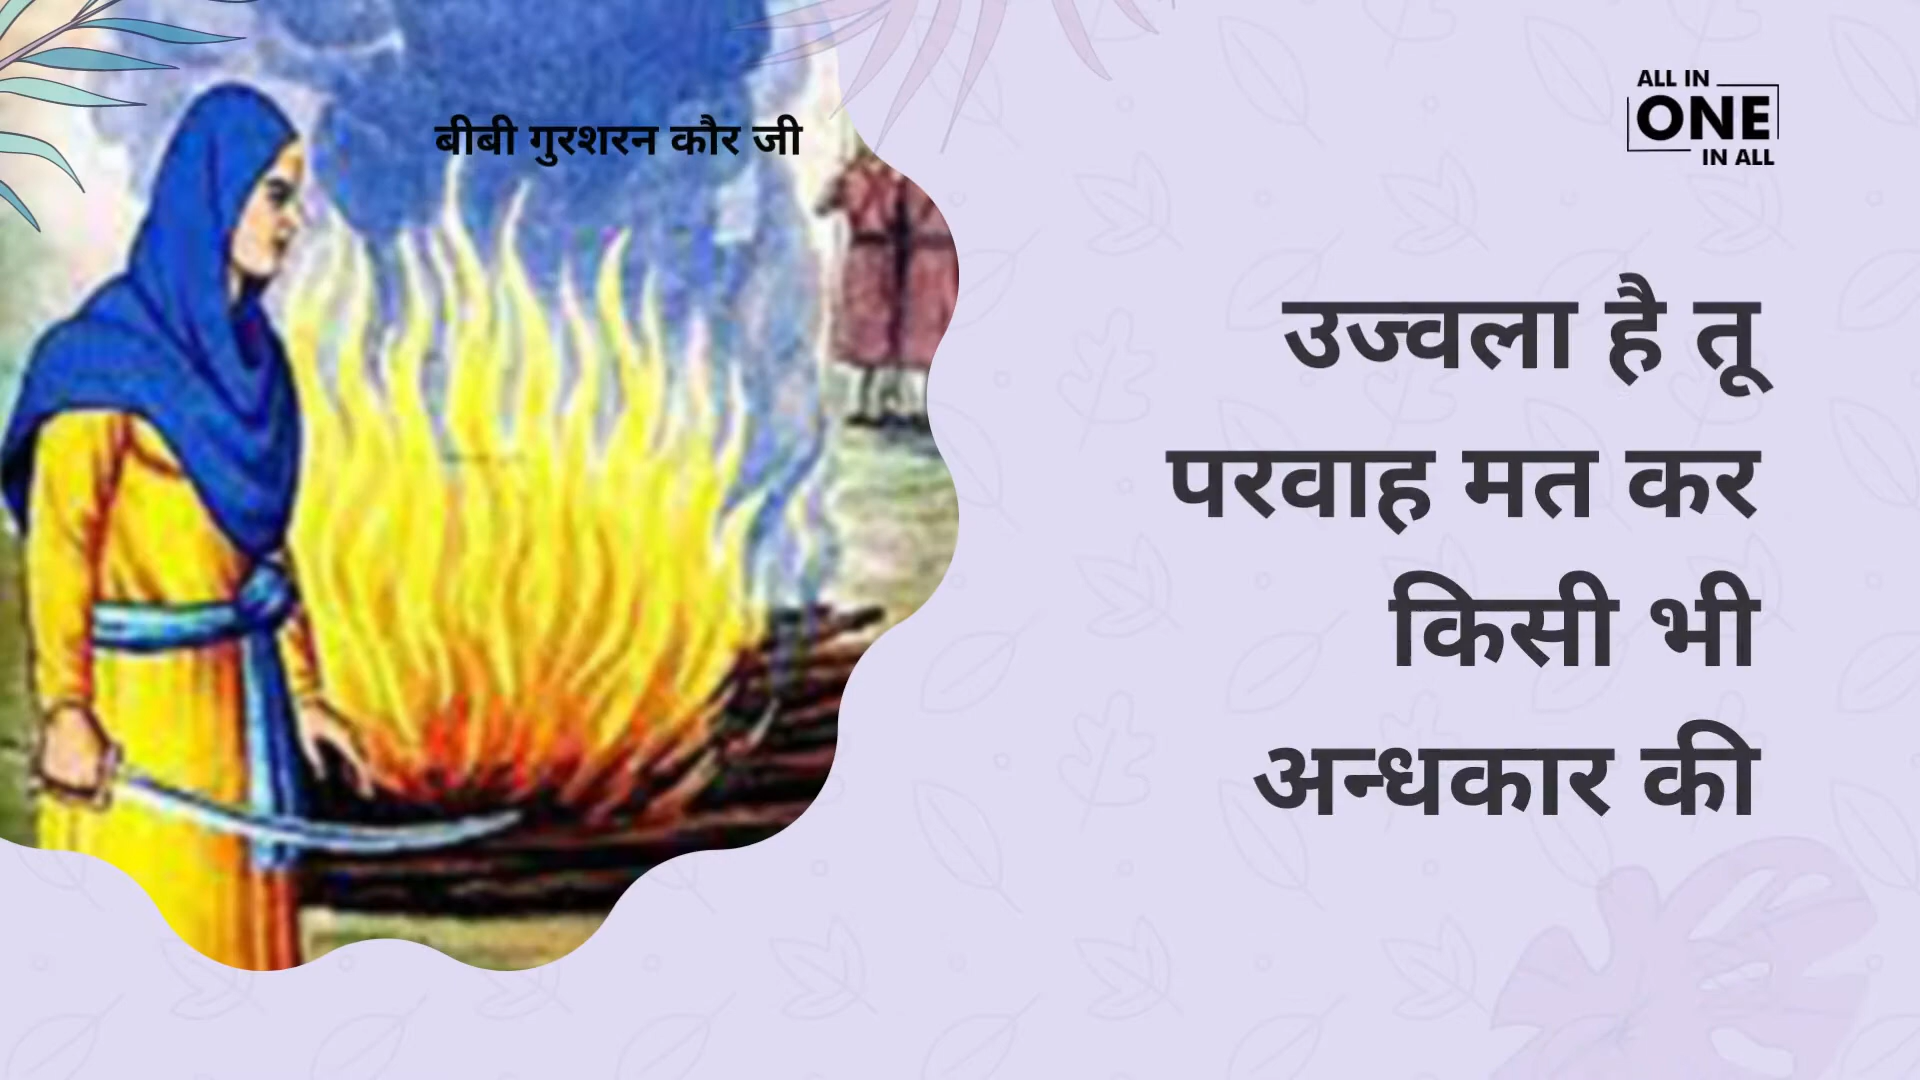 बीबी गुरशरन कौर जी
ALL IN
ONE
IN ALL
उज्वला है तू
परवाह मत कर
किसी भी
अन्धकार की